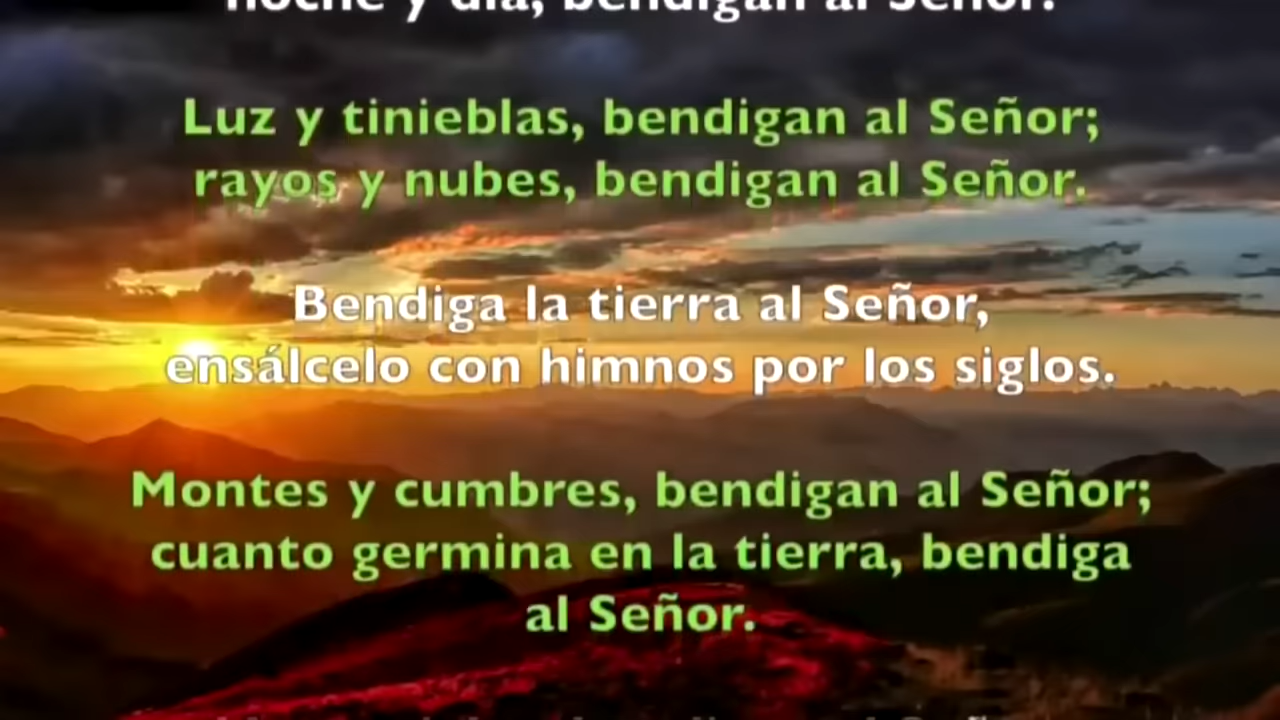 noche y día, bendigan al Señor.
Luz y tinieblas, bendigan al Señor;
rayos y nubes, bendigan al Señor.
Bendiga la tierra al Señor,
ensálcelo con himnos por los siglos.
Montes y cumbres, bendigan al Señor;
cuanto germina en la tierra, bendiga
al Señor.